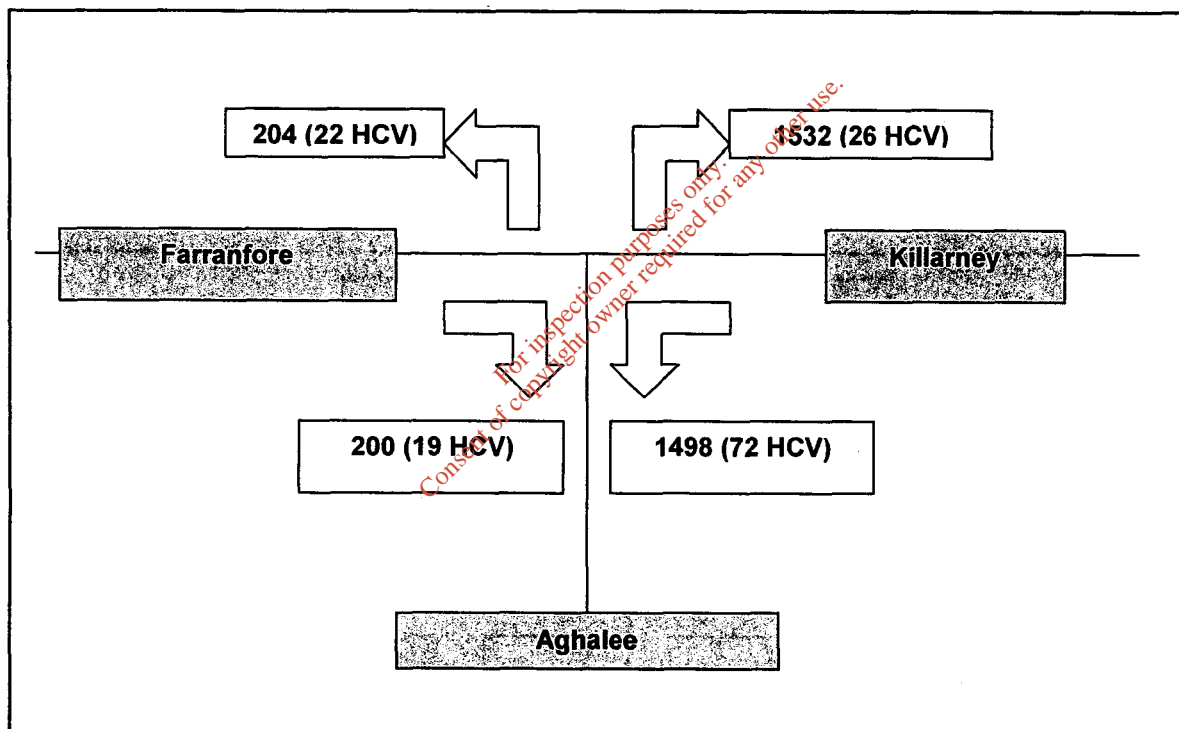 204 (22 HCV)
1532 (26 HCV)
Farranfore
Killarney
200 (19 HCV)
1498 (72 HCV)
Aghalee
For inspection purposes only.
Consent of copyright owner required for any other use.